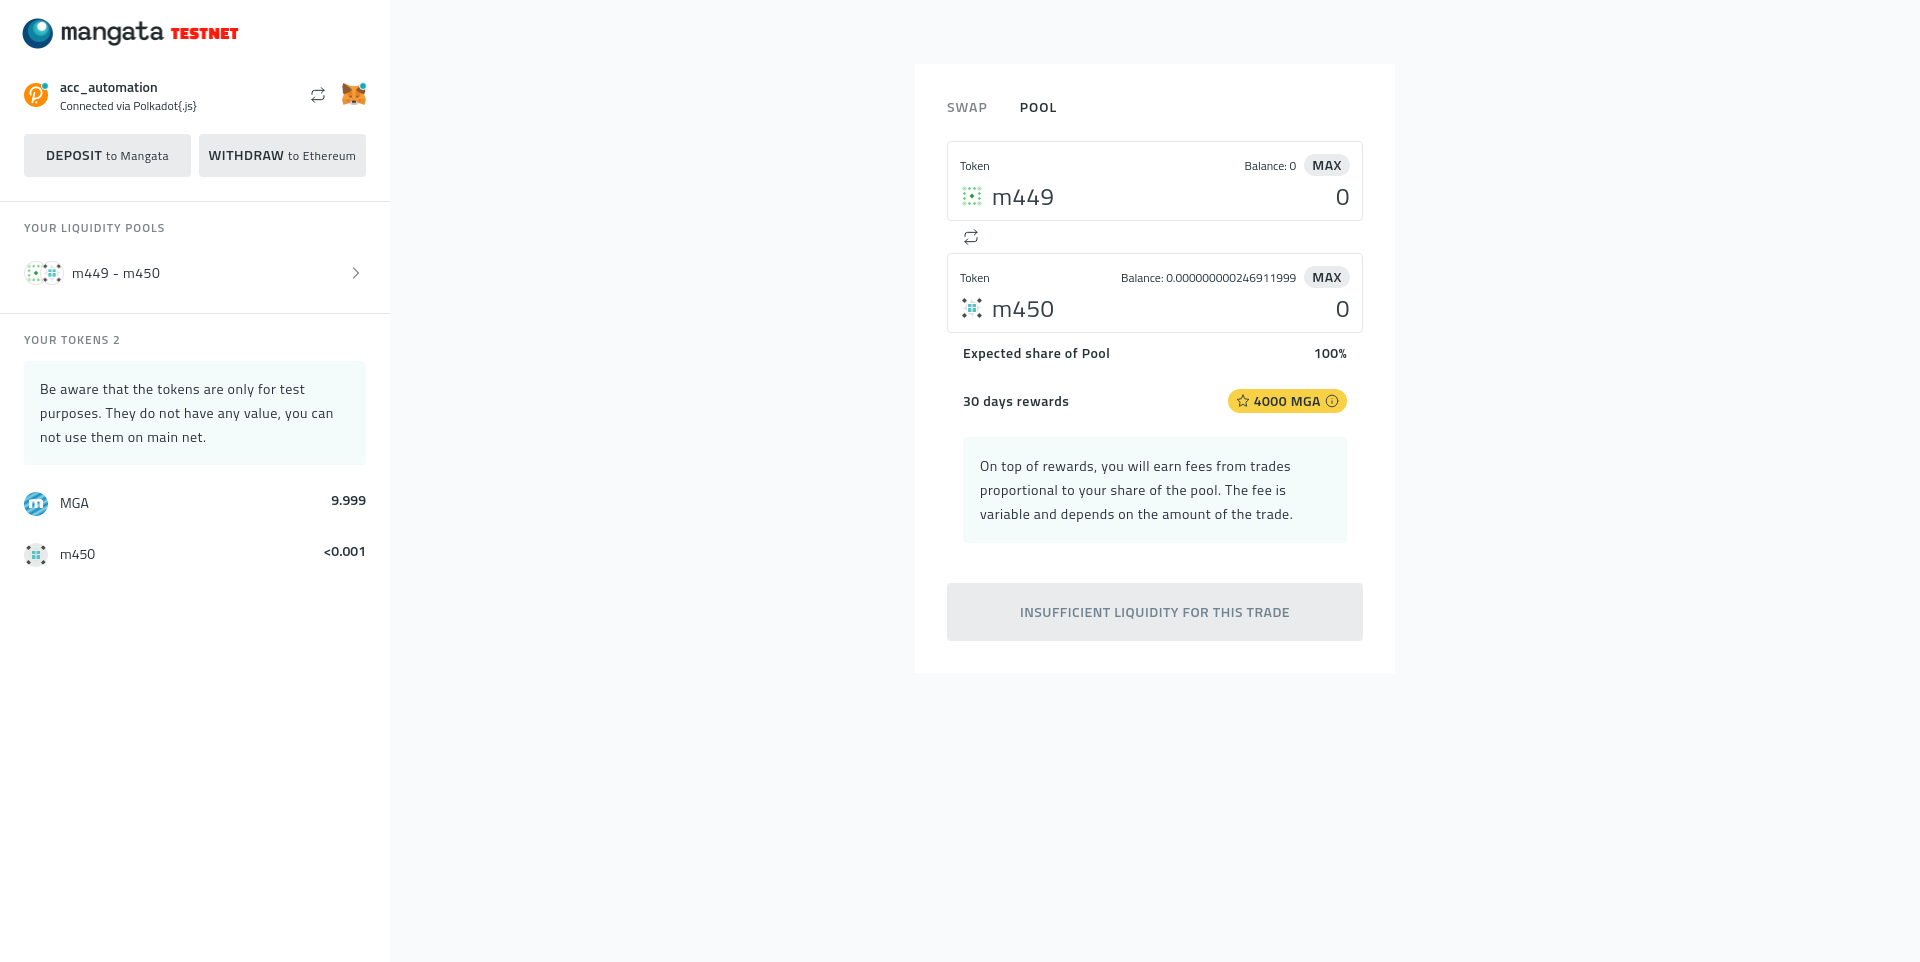 mangata TESTNET
acc_automation
Connected via Polkadot{.js}
DEPOSIT to Mangata
WITHDRAW to Ethereum
YOUR LIQUIDITY POOLS
m449 - m450
YOUR TOKENS 2
Be aware that the tokens are only for test
purposes. They do not have any value, you can
not use them on main net.
MGA 9.999
m450 <0.001
SWAP POOL
Token Balance: 0 MAX
m449 0
Token Balance: 0.000000000246911999 MAX
m450 0
Expected share of Pool 100%
30 days rewards 4000 MGA
On top of rewards, you will earn fees from trades
proportional to your share of the pool. The fee is
variable and depends on the amount of the trade.
INSUFFICIENT LIQUIDITY FOR THIS TRADE